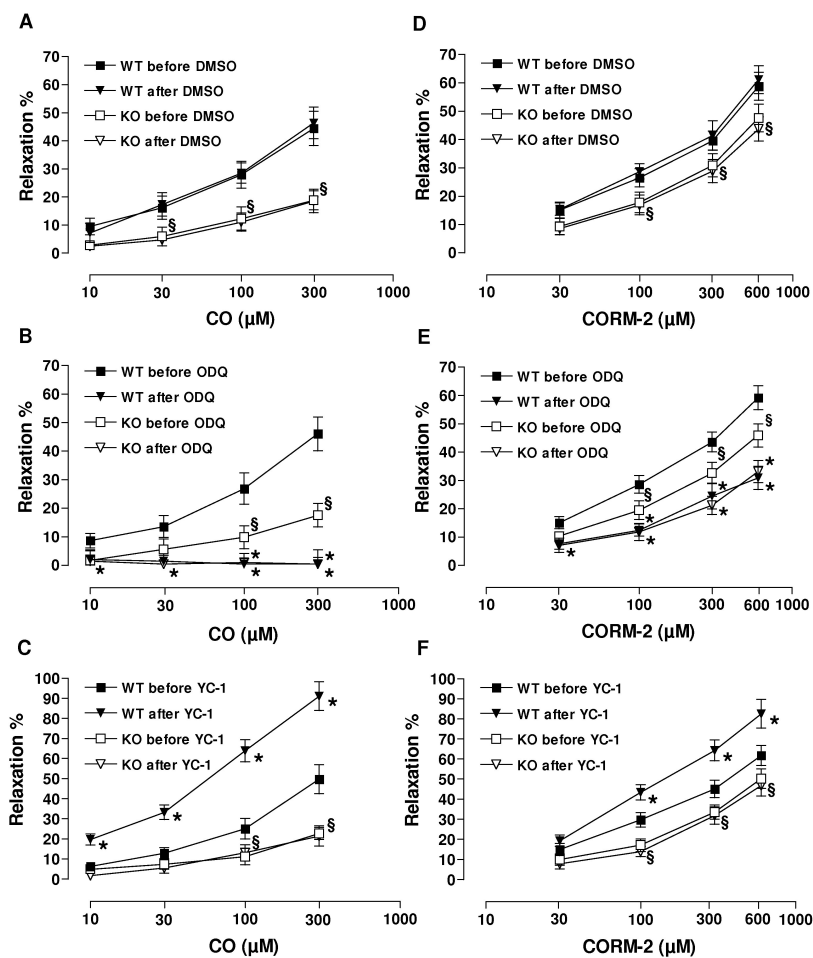 A
Relaxation %
70
60
50
40
30
20
10
0
WT before DMSO
WT after DMSO
KO before DMSO
KO after DMSO
§
§
§
10 30 100 300 1000
CO (μM)
D
Relaxation %
70
60
50
40
30
20
10
0
WT before DMSO
WT after DMSO
KO before DMSO
KO after DMSO
§
§
§
10 30 100 300 600 1000
CORM-2 (μM)
B
Relaxation %
70
60
50
40
30
20
10
0
WT before ODQ
WT after ODQ
KO before ODQ
KO after ODQ
§
§
*
*
*
*
*
*
10 30 100 300 1000
CO (μM)
E
Relaxation %
70
60
50
40
30
20
10
0
WT before ODQ
WT after ODQ
KO before ODQ
KO after ODQ
§
§
§
*
*
*
*
*
*
10 30 100 300 600 1000
CORM-2 (μM)
C
Relaxation %
100
90
80
70
60
50
40
30
20
10
0
WT before YC-1
WT after YC-1
KO before YC-1
KO after YC-1
*
*
*
*
§
§
10 30 100 300 1000
CO (μM)
F
Relaxation %
100
90
80
70
60
50
40
30
20
10
0
WT before YC-1
WT after YC-1
KO before YC-1
KO after YC-1
*
*
*
§
§
§
10 30 100 300 600 1000
CORM-2 (μM)